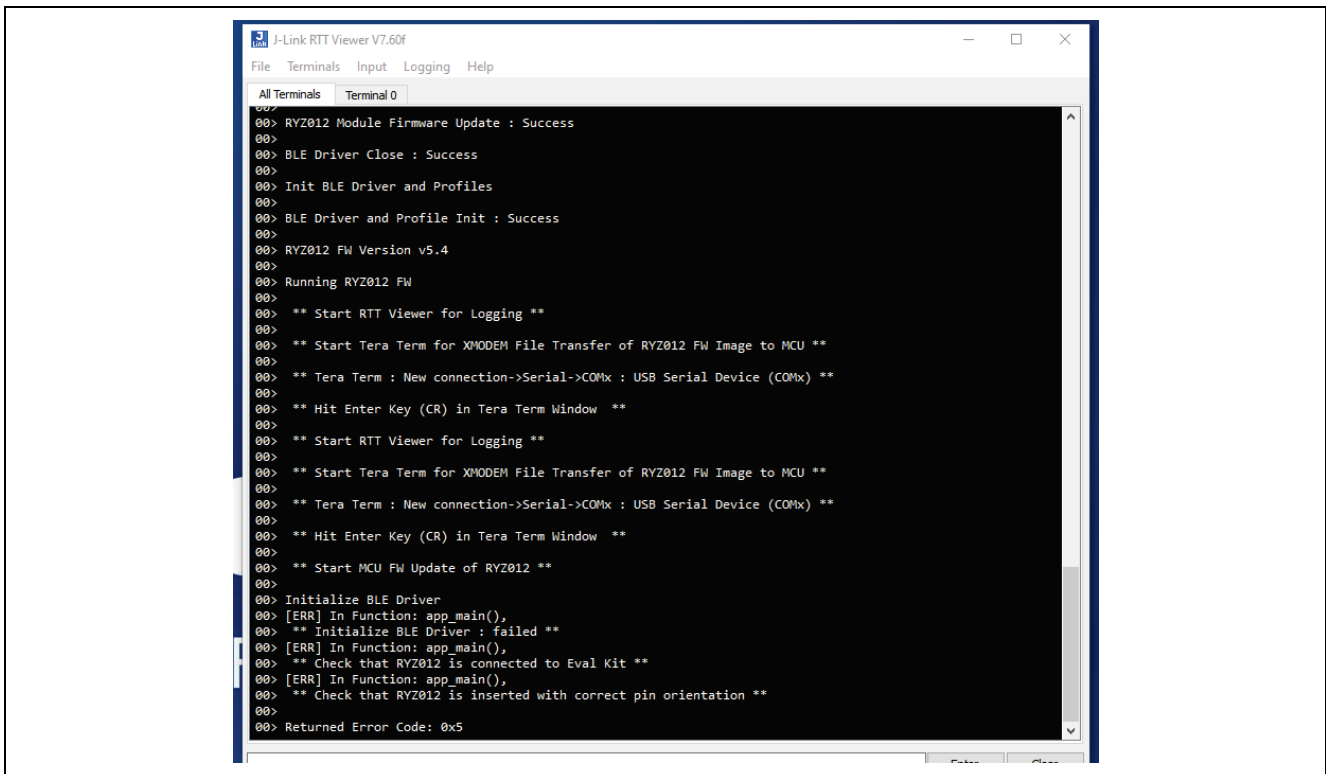 J-Link RTT Viewer V7.60f
File Terminals Input Logging Help
All Terminals Terminal 0
00>
00> RYZ012 Module Firmware Update : Success
00>
00> BLE Driver Close : Success
00>
00> Init BLE Driver and Profiles
00>
00> BLE Driver and Profile Init : Success
00>
00> RYZ012 FW Version v5.4
00>
00> Running RYZ012 FW
00>
00> ** Start RTT Viewer for Logging **
00>
00> ** Start Tera Term for XMODEM File Transfer of RYZ012 FW Image to MCU **
00>
00> ** Tera Term : New connection->Serial->COMx : USB Serial Device (COMx) **
00>
00> ** Hit Enter Key (CR) in Tera Term Window **
00>
00> ** Start RTT Viewer for Logging **
00>
00> ** Start Tera Term for XMODEM File Transfer of RYZ012 FW Image to MCU **
00>
00> ** Tera Term : New connection->Serial->COMx : USB Serial Device (COMx) **
00>
00> ** Hit Enter Key (CR) in Tera Term Window **
00>
00> ** Start MCU FW Update of RYZ012 **
00>
00> Initialize BLE Driver
00> [ERR] In Function: app_main(),
00> ** Initialize BLE Driver : failed **
00> [ERR] In Function: app_main(),
00> ** Check that RYZ012 is connected to Eval Kit **
00> [ERR] In Function: app_main(),
00> ** Check that RYZ012 is inserted with correct pin orientation **
00>
00> Returned Error Code: 0x5
Enter Clear